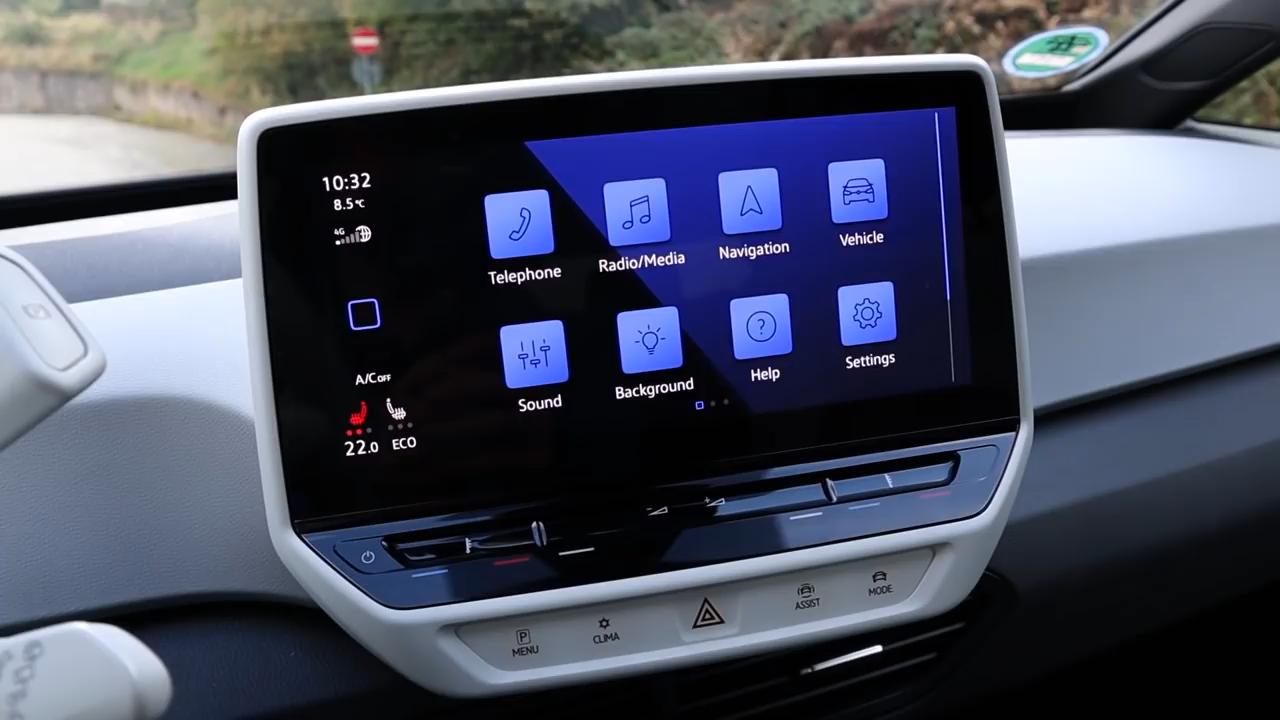 10:32
8.5°C
4G
Telephone
Radio/Media
Navigation
Vehicle
Sound
Background
Help
Settings
A/C OFF
22.0
ECO
P
MENU
CLIMA
ASSIST
MODE